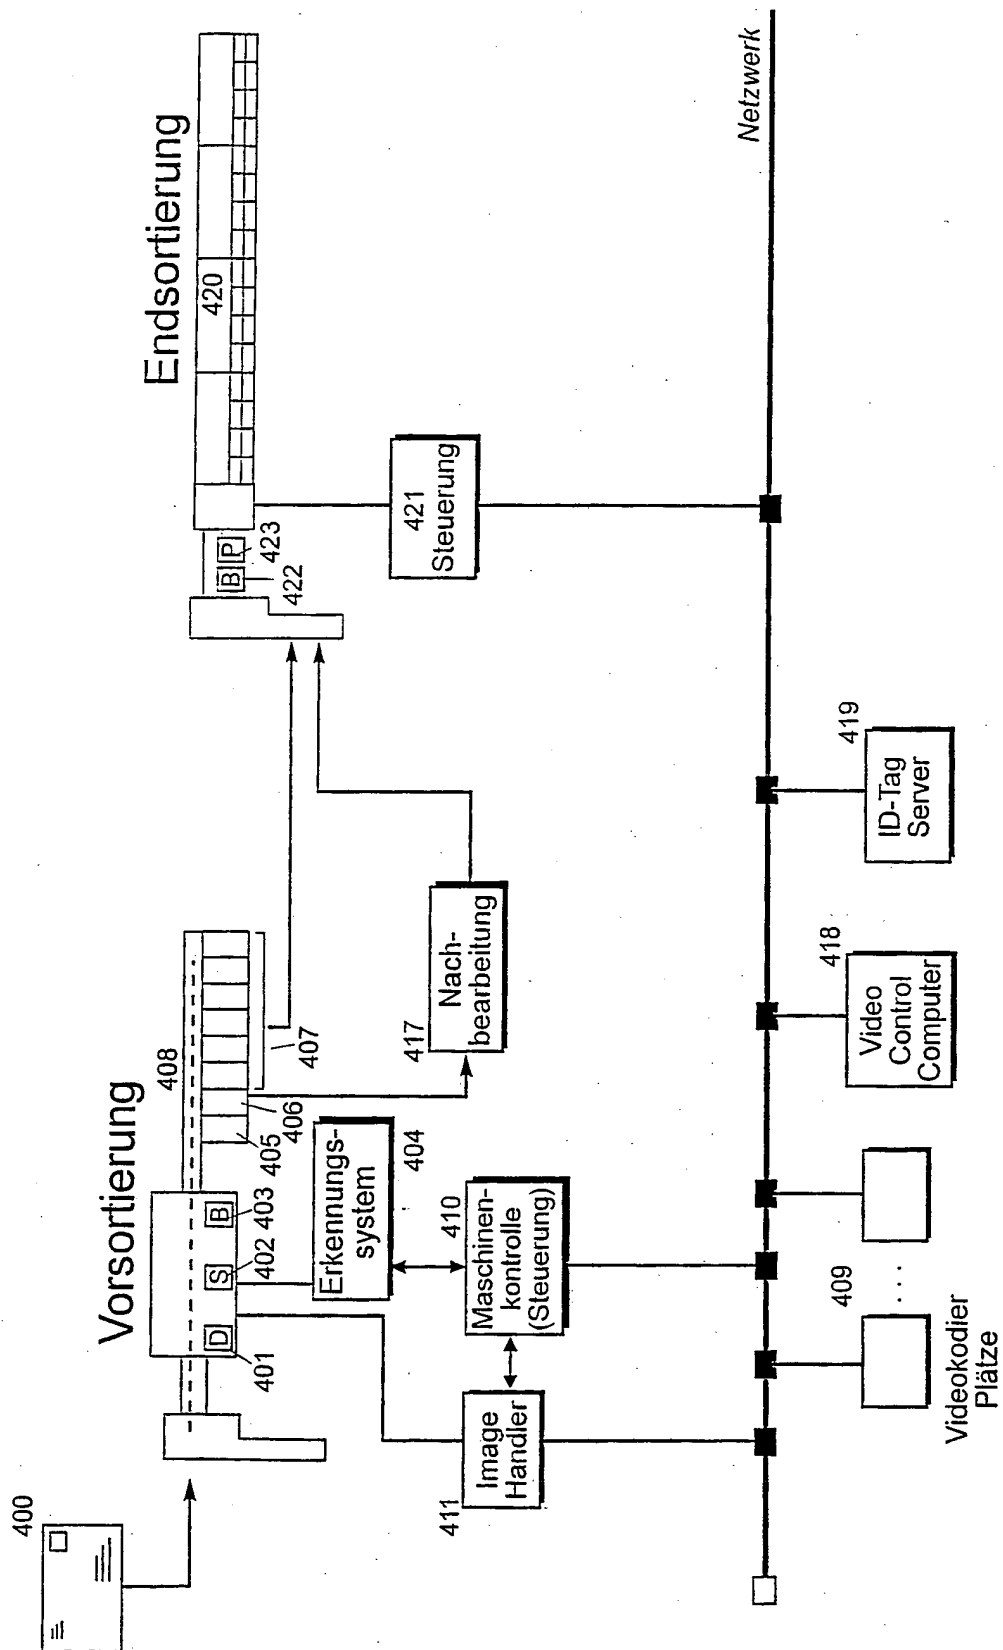 400
Vorsortierung
Endsortierung
408
420
D
S
B
401
402
403
405
406
407
B
P
422
423
Erkennungs-
system
404
417
Nach-
bearbeitung
421
Steuerung
411
Image
Handler
410
Maschinen-
kontrolle
(Steuerung)
Netzwerk
409
. . . .
Videokodier
Plätze
418
Video
Control
Computer
419
ID-Tag
Server